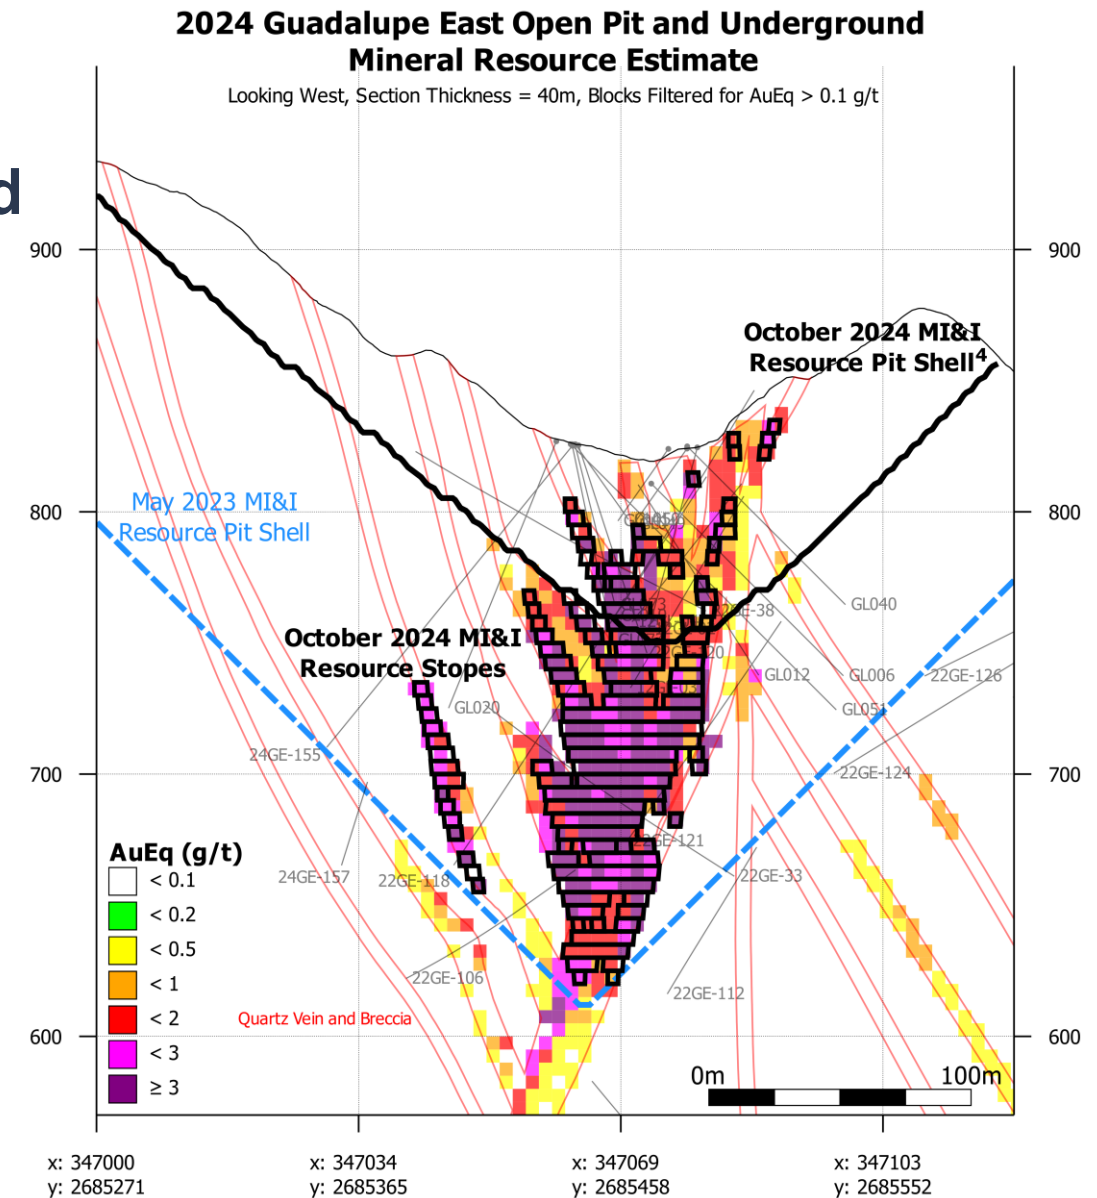 2024 Guadalupe East Open Pit and Underground
Mineral Resource Estimate
Looking West, Section Thickness = 40m, Blocks Filtered for AuEq > 0.1 g/t
d
900
900
October 2024 MI&I
Resource Pit Shell4
May 2023 MI&I
Resource Pit Shell
800
800
GL040
22GE-38
October 2024 MI&I
Resource Stopes
GL012
GL006
22GE-126
GL020
GL051
24GE-155
700
700
22GE-124
22GE-121
AuEq (g/t)
24GE-157
22GE-118
22GE-33
< 0.1
< 0.2
< 0.5
< 1
22GE-106
22GE-112
< 2
Quartz Vein and Breccia
600
600
< 3
≥ 3
0m
100m
x: 347000
y: 2685271
x: 347034
y: 2685365
x: 347069
y: 2685458
x: 347103
y: 2685552